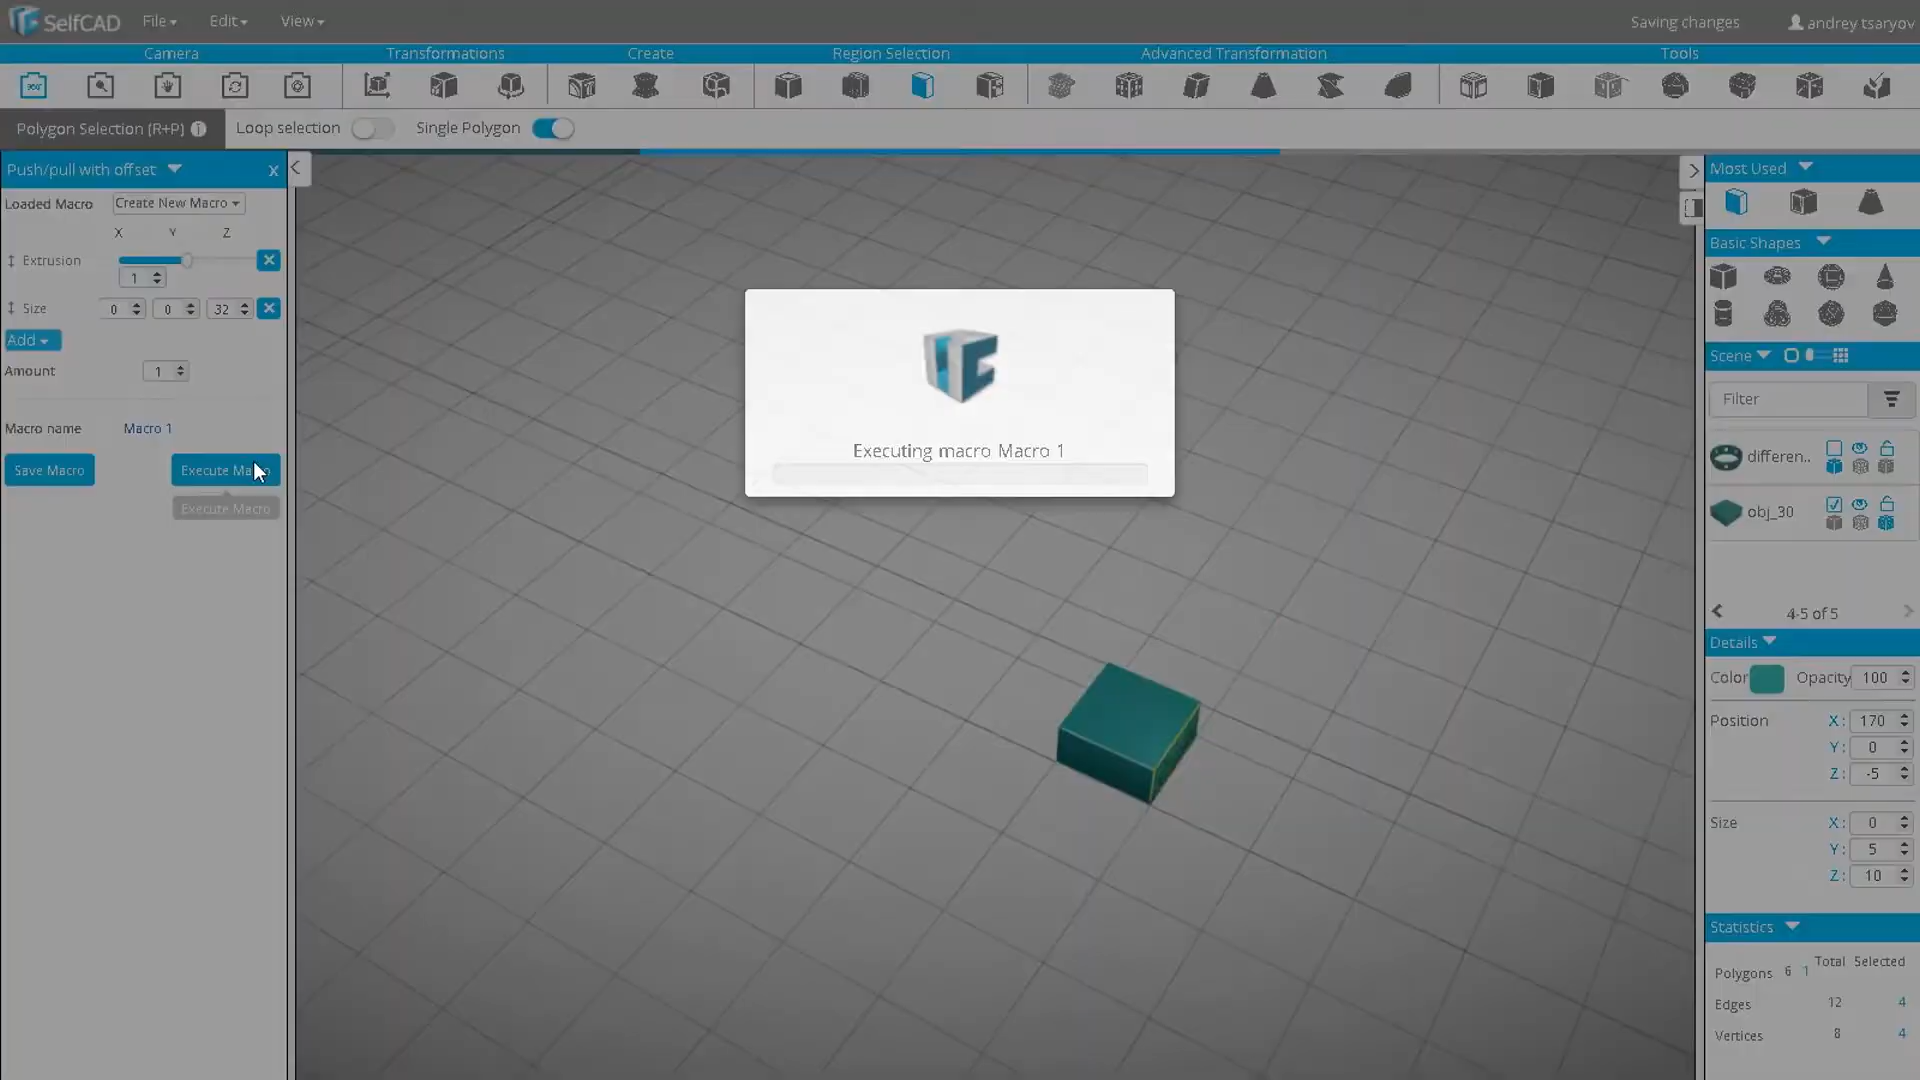 SelfCAD File Edit View Saving changes andrey tsaryov
Camera Transformations Create Region Selection Advanced Transformation Tools
360°
Polygon Selection (R+P) i Loop selection Single Polygon
Push/pull with offset x
Loaded Macro Create New Macro
X Y Z
Extrusion
1
Size 0 0 32
Add
Amount 1
Macro name Macro 1
Save Macro Execute Macro
Execute Macro
Executing macro Macro 1
Most Used
Basic Shapes
Scene
Filter
differen..
obj_30
4-5 of 5
Details
Color Opacity 100
Position X: 170
Y: 0
Z: -5
Size X: 0
Y: 5
Z: 10
Statistics
Total Selected
Polygons 6 1
Edges 12 4
Vertices 8 4